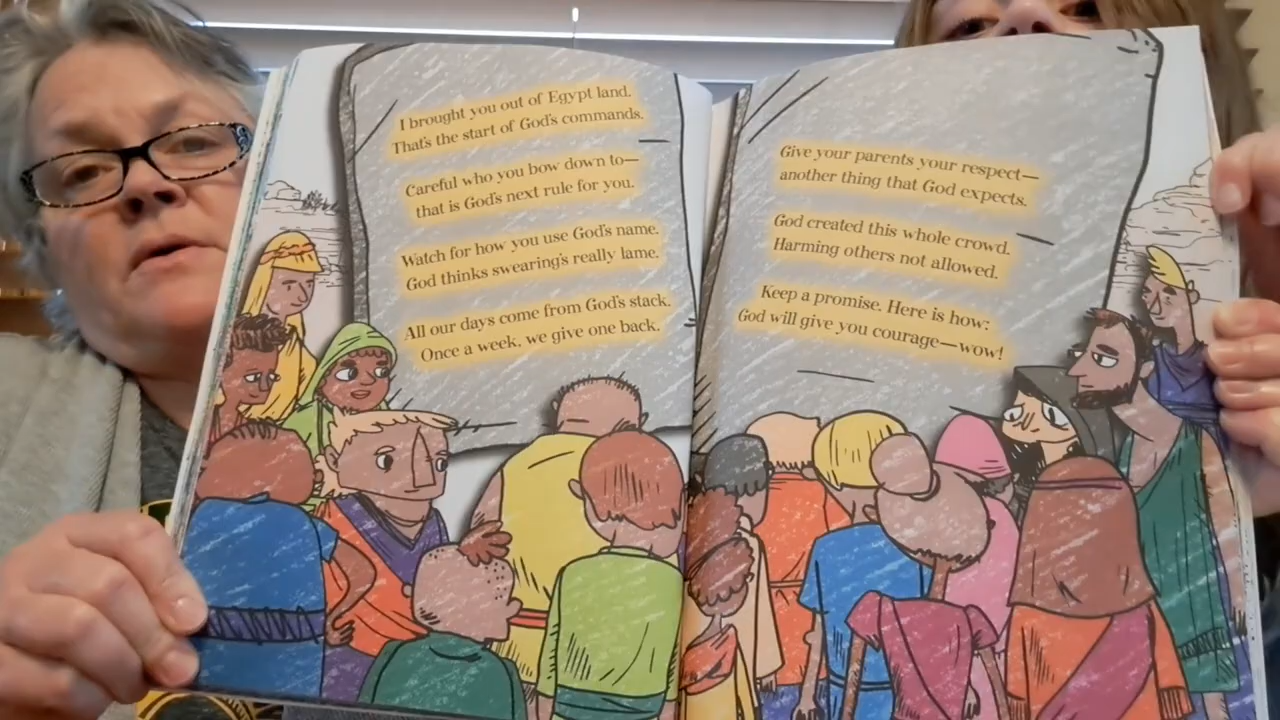 I brought you out of Egypt land.
That's the start of God's commands.
Careful who you bow down to—
that is God's next rule for you.
Watch for how you use God's name.
God thinks swearing's really lame.
All our days come from God's stack.
Once a week, we give one back.
Give your parents your respect—
another thing that God expects.
God created this whole crowd.
Harming others not allowed.
Keep a promise. Here is how:
God will give you courage—wow!